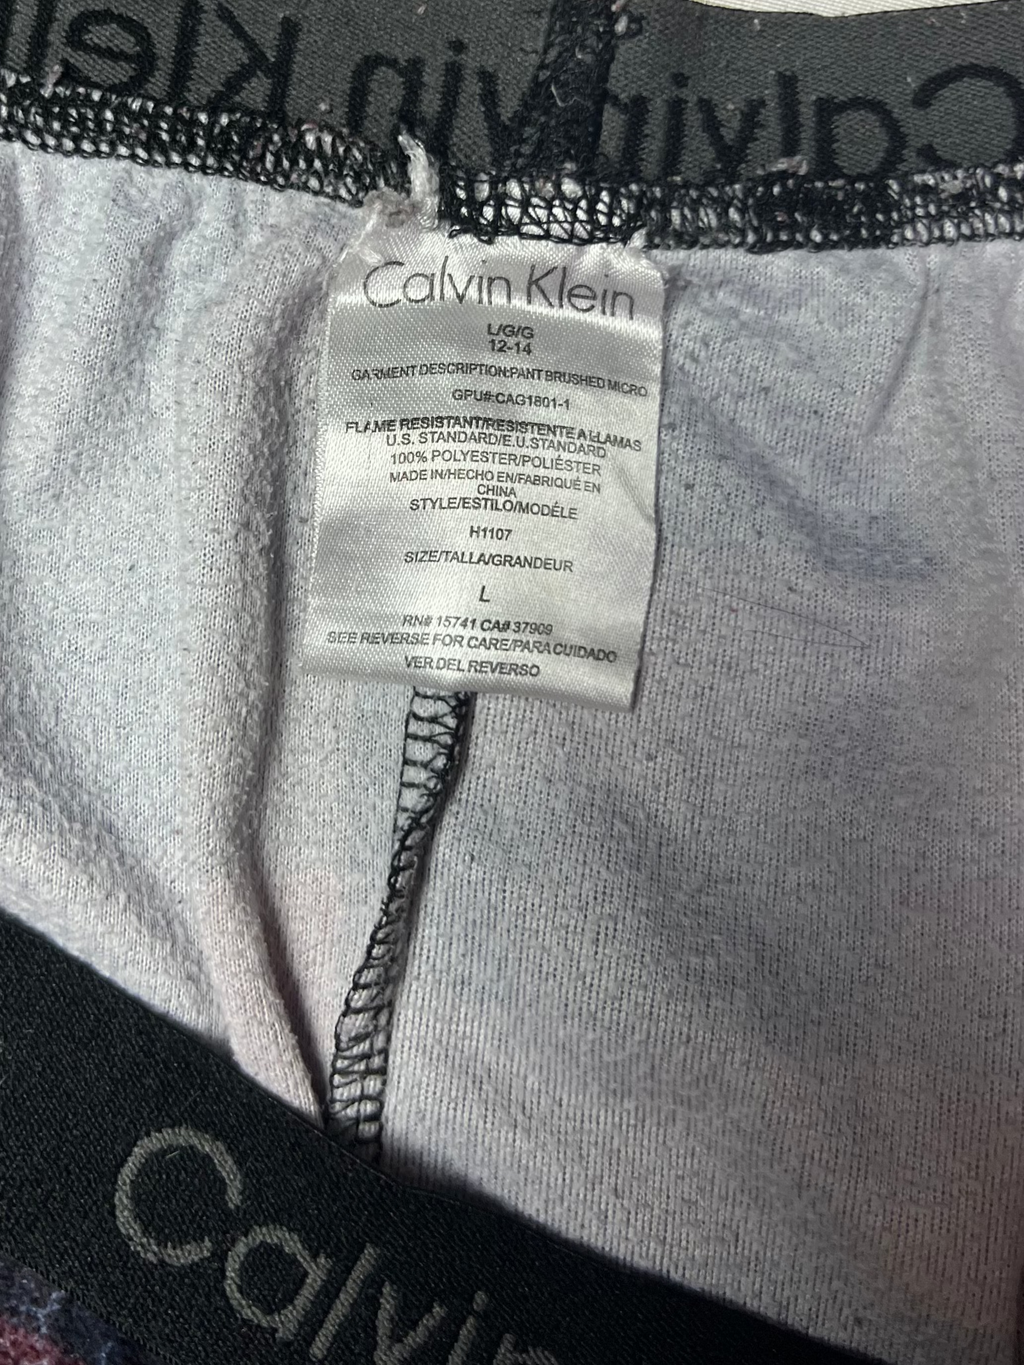 Calvin Klein
Calvin
Calvin Klein
L/G/G
12-14
GARMENT DESCRIPTION:PANT BRUSHED MICRO
GPU#:CAG1801-1
FLAME RESISTANT/RESISTENTE A LLAMAS
U.S. STANDARD/E.U.STANDARD
100% POLYESTER/POLIÉSTER
MADE IN/HECHO EN/FABRIQUÉ EN
CHINA
STYLE/ESTILO/MODÉLE
H1107
SIZE/TALLA/GRANDEUR
L
RN# 15741 CA# 37909
SEE REVERSE FOR CARE/PARA CUIDADO
VER DEL REVERSO
Calvin